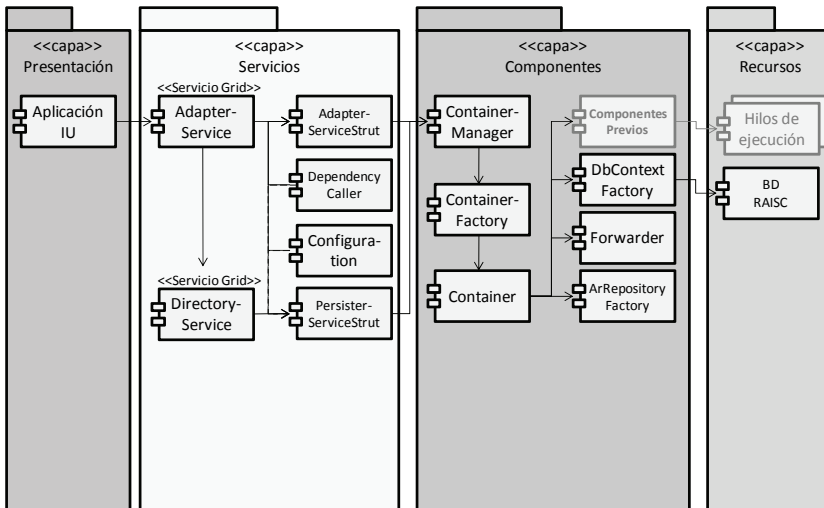 <<capa>>
Presentación
Aplicación
IU
<<capa>>
Servicios
<<Servicio Grid>>
Adapter-
Service
Adapter-
ServiceStrut
Dependency
Caller
Configura-
tion
<<Servicio Grid>>
Directory-
Service
Persister-
ServiceStrut
<<capa>>
Componentes
Container-
Manager
Container-
Factory
Container
Componentes
Previos
DbContext
Factory
Forwarder
ArRepository
Factory
<<capa>>
Recursos
Hilos de
ejecución
BD
RAISC